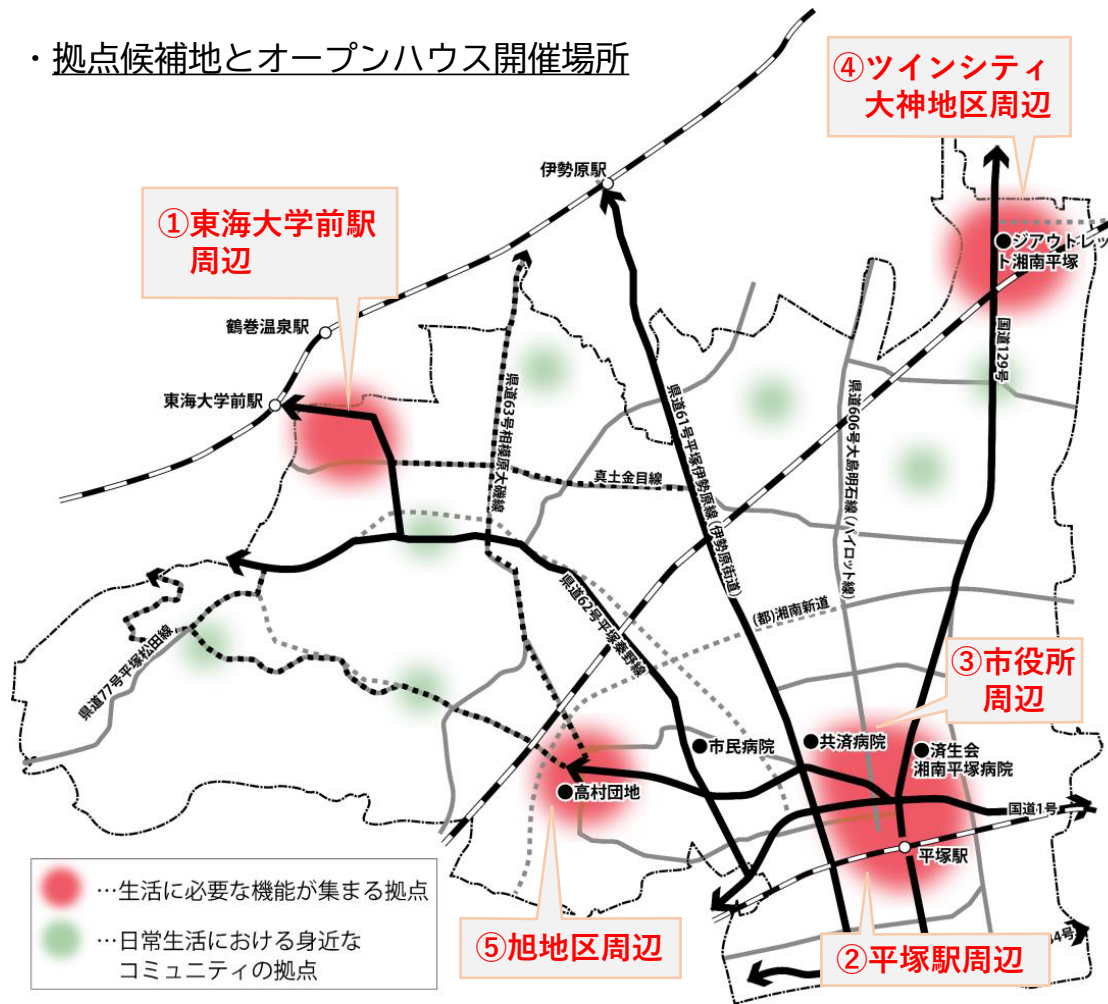 ・拠点候補地とオープンハウス開催場所
④ツインシティ
大神地区周辺
伊勢原駅
①東海大学前駅
周辺
●ジアウトレッ
ト湘南平塚
鶴巻温泉駅
国道129号
東海大学前駅
県道63号相模原大磯線
県道61号平塚伊勢原線(伊勢原街道)
県道606号大島明石線(パイロット線)
真土金目線
県道62号平塚秦野線
(都)湘南新道
県道77号平塚松田線
③市役所
周辺
●市民病院
●共済病院
●済生会
湘南平塚病院
●高村団地
国道1号
平塚駅
…生活に必要な機能が集まる拠点
…日常生活における身近な
コミュニティの拠点
⑤旭地区周辺
②平塚駅周辺
34号